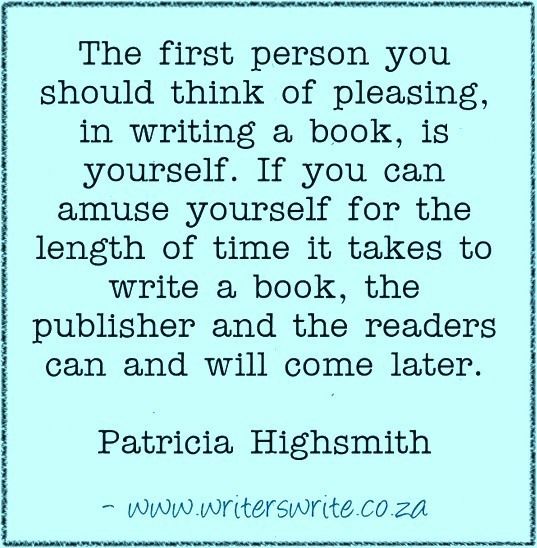 The first person you
should think of pleasing,
in writing a book, is
yourself. If you can
amuse yourself for the
length of time it takes to
write a book, the
publisher and the readers
can and will come later.
Patricia Highsmith
- www.writerswrite.co.za